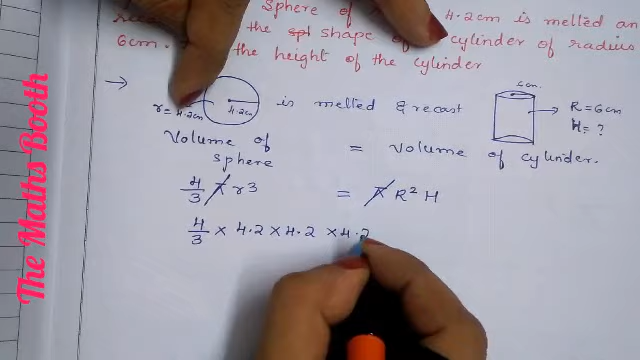 Sphere of 4.2cm is melted an
the shape of cylinder of radius
6cm. the height of the cylinder
→ 4.2cm is melted & recast
6cm.
r = 4.2cm
R = 6cm
H = ?
Volume of sphere = volume of cylinder.
4/3 π r3 = π R2 H
4/3 × 4.2 × 4.2 × 4.2
The Maths Booth